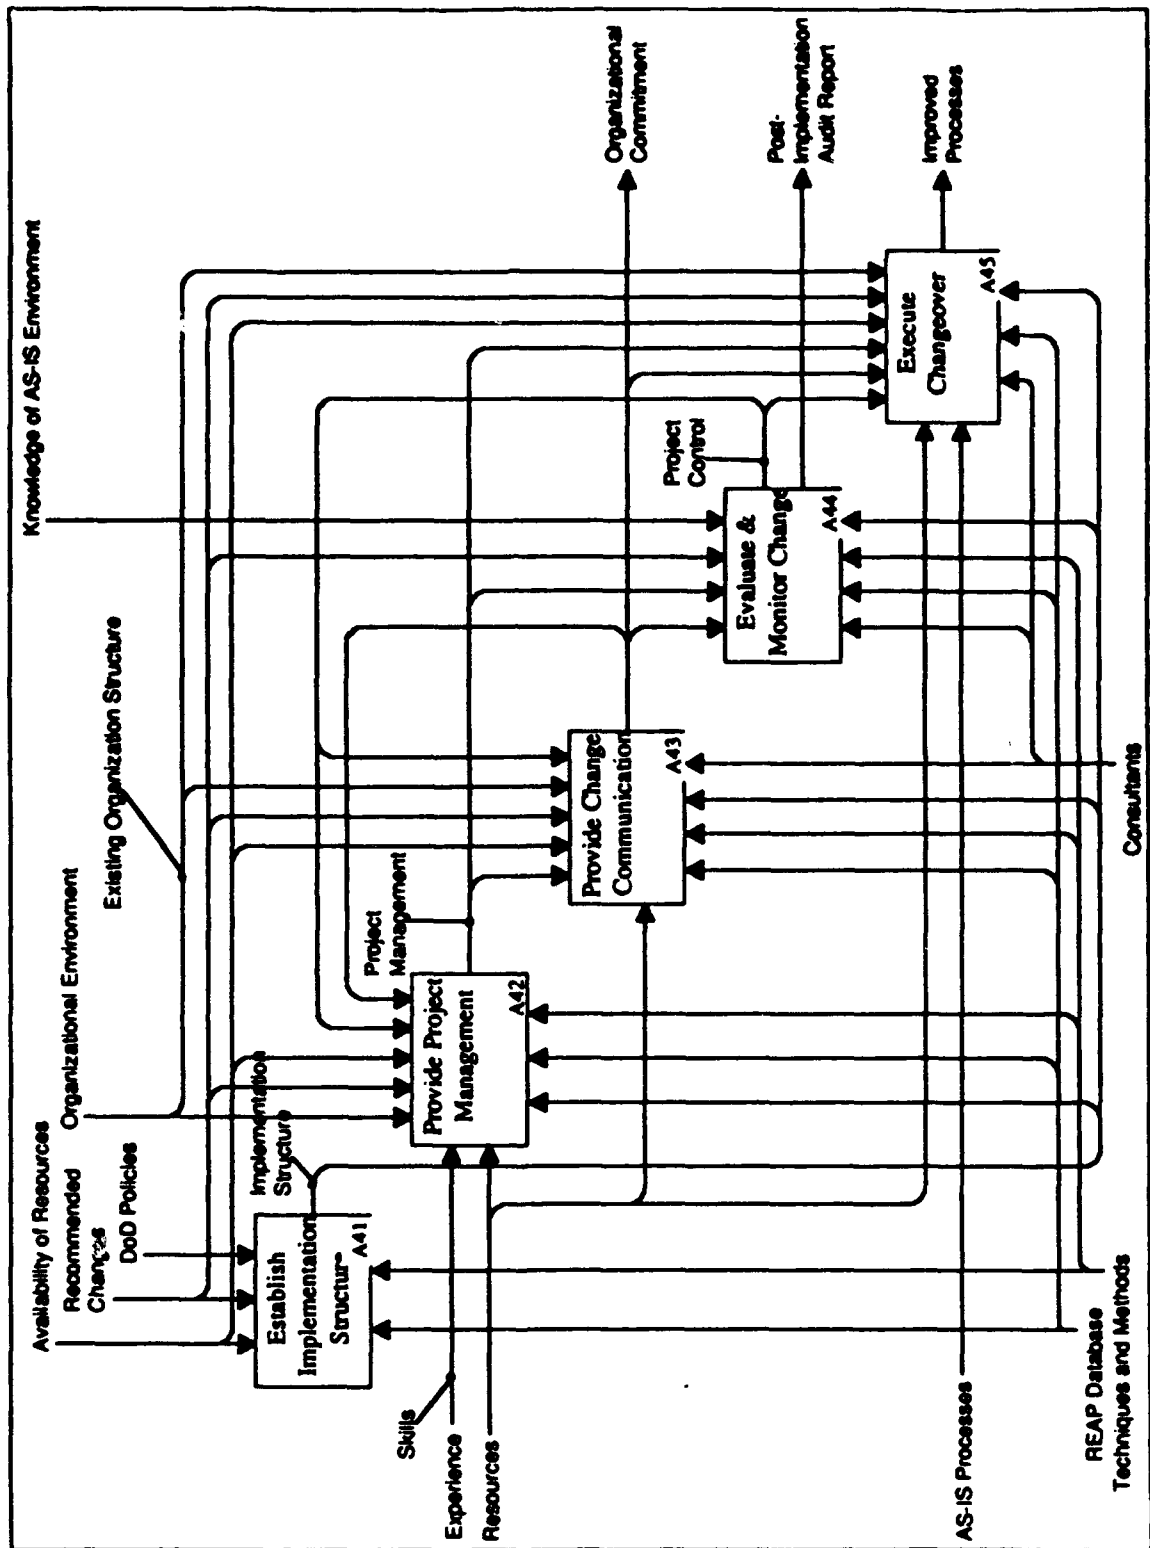 Availability of Resources
Recommended
Changes
DoD Policies
Organizational Environment
Existing Organization Structure
Knowledge of AS-IS Environment
Establish
Implementation
Structur-
A41
Implementation
Structure
Skills
Experience
Resources
Provide Project
Management
A42
Project
Management
Provide Change
Communication
A43
Evaluate &
Monitor Change
A44
Project
Control
Execute
Changeover
A45
Organizational
Commitment
Post-
Implementation
Audit Report
Improved
Processes
AS-IS Processes
REAP Database
Techniques and Methods
Consultants